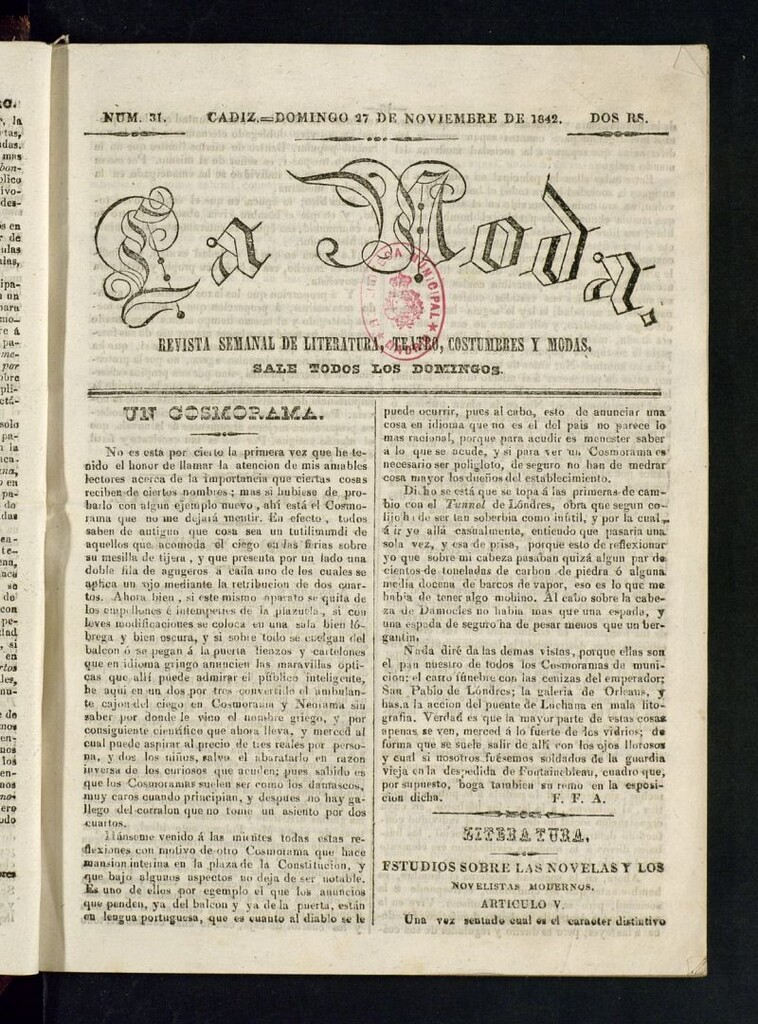 NUM. 31. CADIZ.=DOMINGO 27 DE NOVIEMBRE DE 1842. DOS RS.
La Moda.
REVISTA SEMANAL DE LITERATURA, TEATRO, COSTUMBRES Y MODAS.
SALE TODOS LOS DOMINGOS.
UN COSMORAMA.
No es esta por cierto la primera vez que he te-
nido el honor de llamar la atencion de mis amables
lectores acerca de la importancia que ciertas cosas
reciben de ciertos nombres; mas si hubiese de pro-
barlo con algun ejemplo nuevo, ahí está el Cosmo-
rama que no me dejará mentir. En efecto, todos
saben de antiguo que cosa sea un tutilimundi de
aquellos que acomoda el ciego en las férias sobre
su mesilla de tijera, y que presenta por un lado una
doble fila de agugeros á cada uno de los cuales se
aplica un ojo mediante la retribucion de dos cuar-
tos. Ahora bien, si este mismo aparato se quita de
los empellones é intemperies de la plazuela, si con
leves modificaciones se coloca en una sala bien ló-
brega y bien oscura, y si sobre todo se cuelgan del
balcon ó se pegan á la puerta lienzos y cartelones
que en idioma gringo anuncien las maravillas ópti-
cas que allí puede admirar el público inteligente,
he aqui en un dos por tres convertido el ambulan-
te cajon del ciego en Cosmorama y Neorama sin
saber por donde le vino el nombre griego, y por
consiguiente científico que ahora lleva, y merced al
cual puede aspirar al precio de tres reales por perso-
na, y dos los niños, salvo el abaratarlo en razon
inversa de los curiosos que acuden; pues sabido es
que los Cosmoramas suelen ser como los damascos,
muy caros cuando principian, y despues no hay ga-
llego del corralon que no tome un asiento por dos
cuartos.
Hánseme venido á las mientes todas estas re-
flexiones con motivo de otro Cosmorama que hace
mansion interina en la plaza de la Constitucion, y
que bajo algunos aspectos no deja de ser notable.
Es uno de ellos por egemplo el que los anuncios
que penden, ya del balcon y ya de la puerta, están
en lengua portuguesa, que es cuanto al diablo se le
puede ocurrir, pues al cabo, esto de anunciar una
cosa en idioma que no es el del pais no parece lo
mas racional, porque para acudir es menester saber
a lo que se acude, y si para ver un Cosmorama es
necesario ser poligloto, de seguro no han de medrar
cosa mayor los dueños del establecimiento.
Dicho se está que se topa á las primeras de cam-
bio con el Tunnel de Lóndres, obra que segun co-
lijo ha de ser tan soberbia como inútil, y por la cual,
á ir yo allá casualmente, entiendo que pasaria una
sola vez, y esa de prisa, porque esto de reflexionar
yo que sobre mi cabeza pasaban quizá algun par de
cientos de toneladas de carbon de piedra ó alguna
media docena de barcos de vapor, eso es lo que me
habia de tener algo mohino. Al cabo sobre la cabe-
za de Damocles no habia mas que una espada, y
una espada de seguro ha de pesar menos que un ber-
gantin.
Nada diré da las demas vistas, porque ellas son
el pan nuestro de todos los Cosmoramas de muni-
cion: el carro fúnebre con las cenizas del emperador;
San Pablo de Lóndres; la galeria de Orleans, y
hasta la accion del puente de Luchana en mala lito-
grafia. Verdad es que la mayor parte de estas cosas
apenas se ven, merced á lo fuerte de los vidrios; de
forma que se suele salir de allí con los ojos llorosos
y cual si nosotros fuésemos soldados de la guardia
Vieja en la despedida de Fontainebleau, cuadro que,
por supuesto, boga tambien su remo en la esposi-
cion dicha. F. F. A.
LITERATURA.
ESTUDIOS SOBRE LAS NOVELAS Y LOS
NOVELISTAS MODERNOS.
ARTICULO V.
Una vez sentado cual es el caracter distintivo